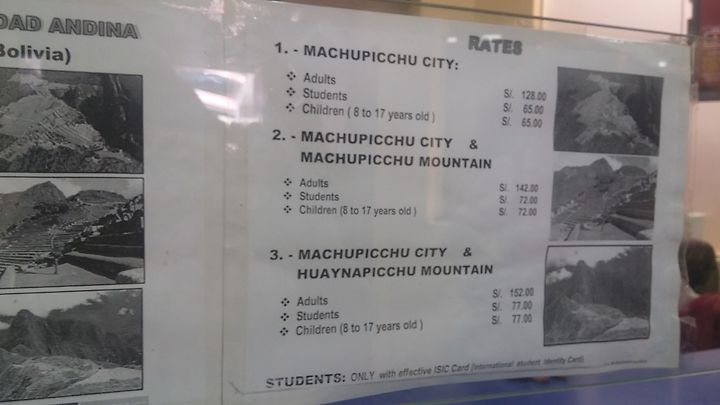 DAD ANDINA
Bolivia)
RATES
1. - MACHUPICCHU CITY:
❖ Adults S/. 128.00
❖ Students S/. 65.00
❖ Children ( 8 to 17 years old ) S/. 65.00
2. - MACHUPICCHU CITY &
MACHUPICCHU MOUNTAIN
❖ Adults S/. 142.00
❖ Students S/. 72.00
❖ Children (8 to 17 years old ) S/. 72.00
3. - MACHUPICCHU CITY &
HUAYNAPICCHU MOUNTAIN
❖ Adults S/. 152.00
❖ Students S/. 77.00
❖ Children (8 to 17 years old ) S/. 77.00
STUDENTS: ONLY with effective ISIC Card (International student Identity Card)